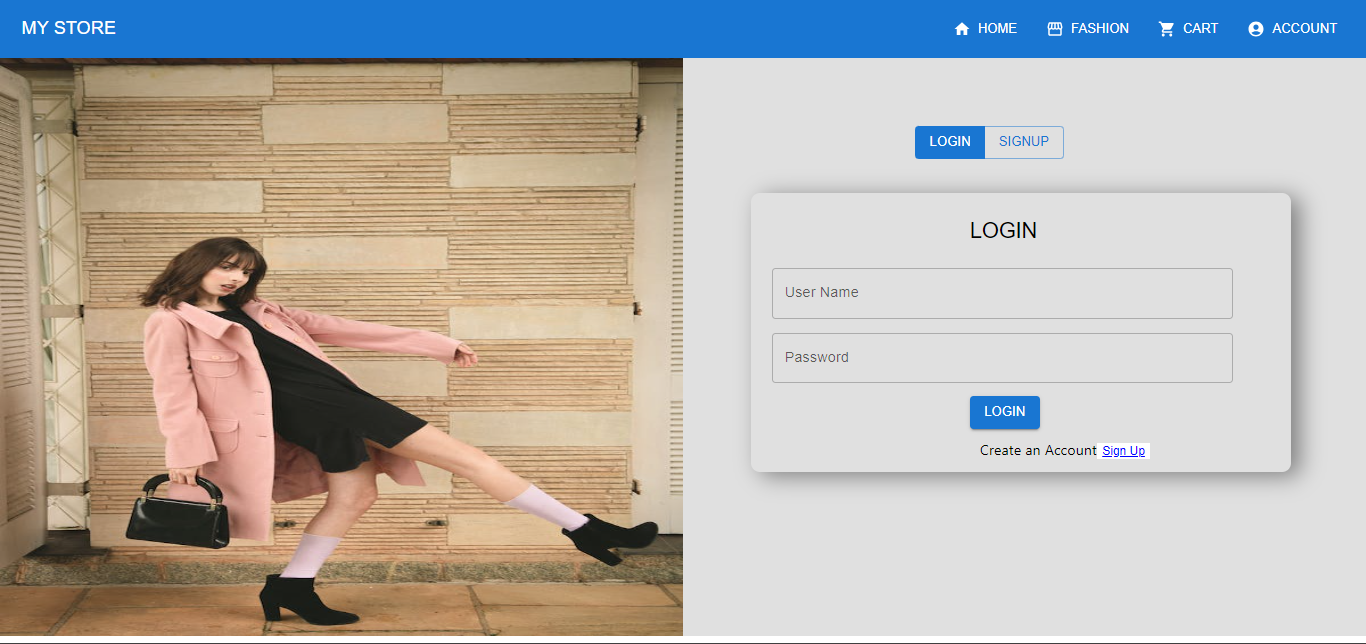 MY STORE
HOME
FASHION
CART
ACCOUNT
LOGIN
SIGNUP
LOGIN
User Name
Password
LOGIN
Create an Account Sign Up